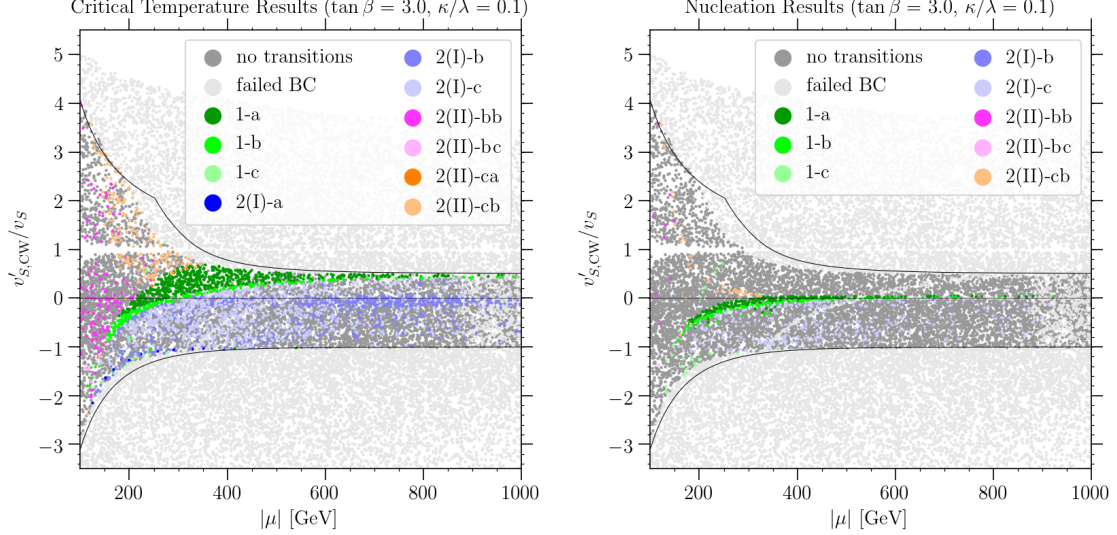 Critical Temperature Results (tan β = 3.0, κ/λ = 0.1)
no transitions
failed BC
1-a
1-b
1-c
2(I)-a
2(I)-b
2(I)-c
2(II)-bb
2(II)-bc
2(II)-ca
2(II)-cb
5
4
3
2
1
0
−1
−2
−3
v′S,CW/vS
200
400
600
800
1000
|μ| [GeV]
Nucleation Results (tan β = 3.0, κ/λ = 0.1)
no transitions
failed BC
1-a
1-b
1-c
2(I)-b
2(I)-c
2(II)-bb
2(II)-bc
2(II)-cb
5
4
3
2
1
0
−1
−2
−3
v′S,CW/vS
200
400
600
800
1000
|μ| [GeV]